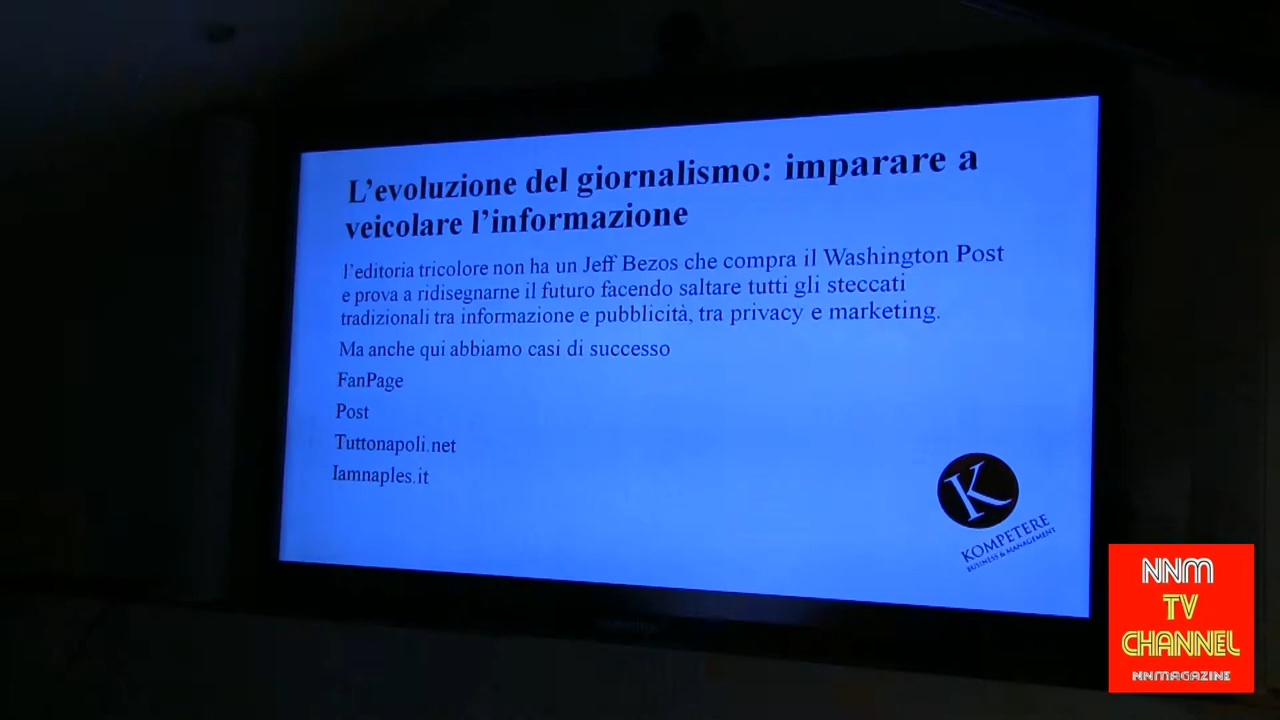 L'evoluzione del giornalismo: imparare a
veicolare l'informazione
l'editoria tricolore non ha un Jeff Bezos che compra il Washington Post
e prova a ridisegnarne il futuro facendo saltare tutti gli steccati
tradizionali tra informazione e pubblicità, tra privacy e marketing.
Ma anche qui abbiamo casi di successo
FanPage
Post
Tuttonapoli.net
Iamnaples.it
K
KOMPETERE
BUSINESS & MANAGEMENT
NNM
TV
CHANNEL
NNMAGAZINE